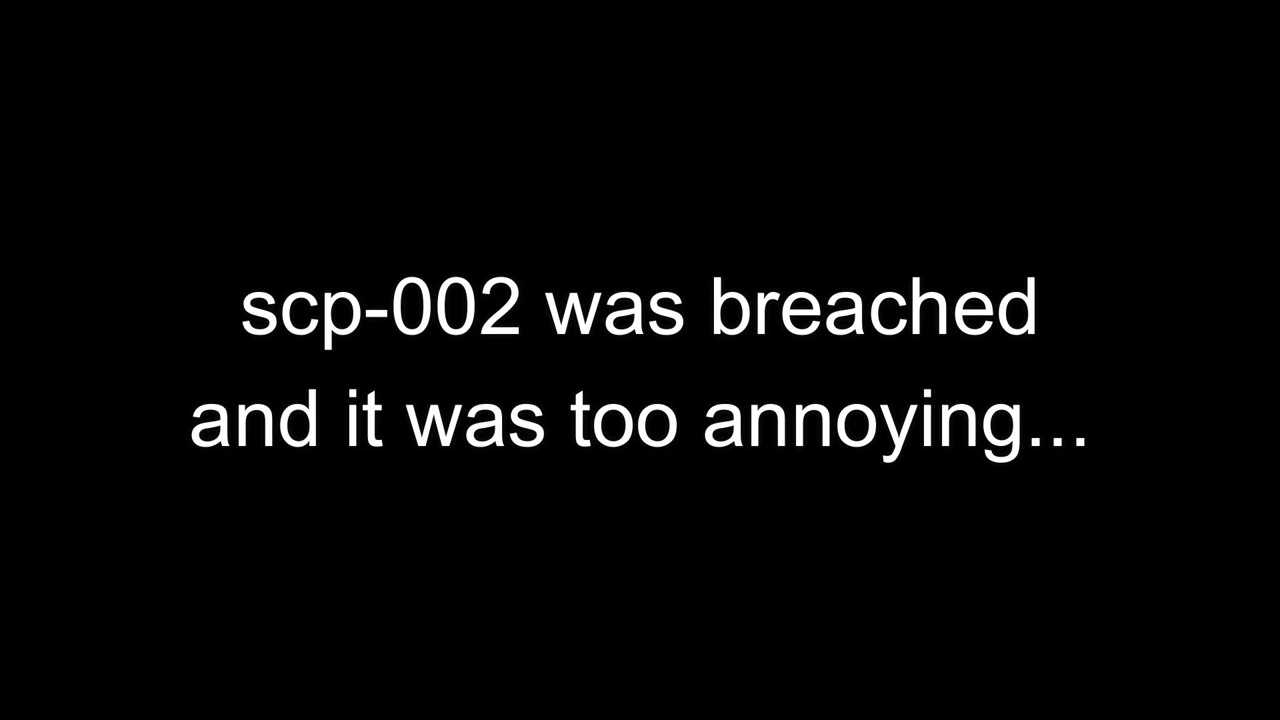 scp-002 was breached
and it was too annoying...